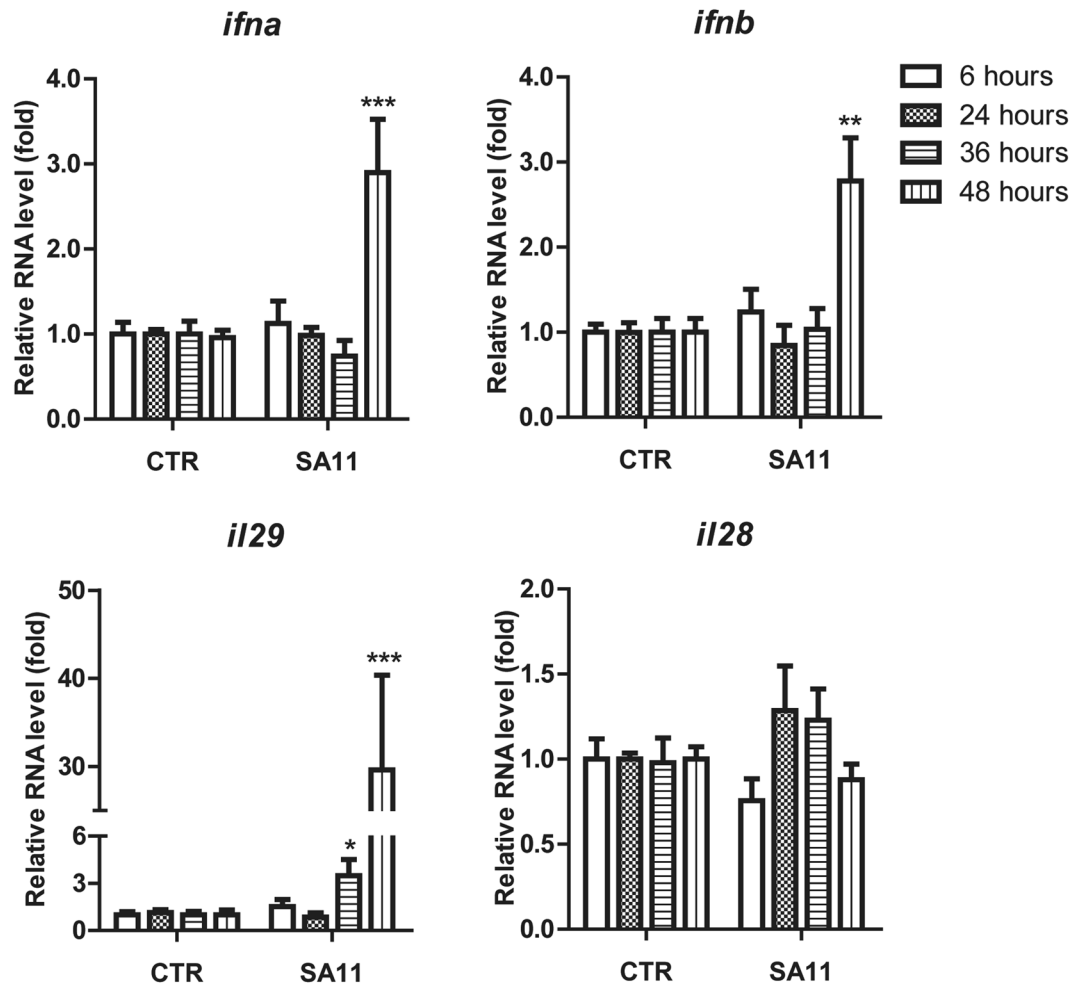 ifna
Relative RNA level (fold)
4.0
3.0
2.0
1.0
0.0
***
CTR
SA11
ifnb
Relative RNA level (fold)
4.0
3.0
2.0
1.0
0.0
**
CTR
SA11
6 hours
24 hours
36 hours
48 hours
il29
Relative RNA level (fold)
50
40
30
6
3
0
*
***
CTR
SA11
il28
Relative RNA level (fold)
2.0
1.5
1.0
0.5
0.0
CTR
SA11